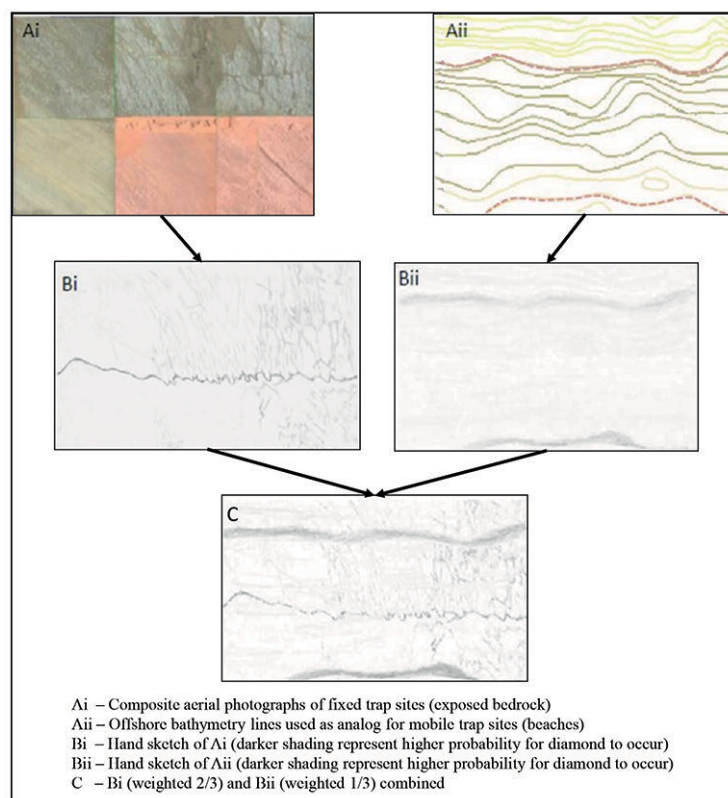 Ai
Aii
Bi
Bii
C
Ai – Composite aerial photographs of fixed trap sites (exposed bedrock)
Aii – Offshore bathymetry lines used as analog for mobile trap sites (beaches)
Bi – Hand sketch of Ai (darker shading represent higher probability for diamond to occur)
Bii – Hand sketch of Aii (darker shading represent higher probability for diamond to occur)
C – Bi (weighted 2/3) and Bii (weighted 1/3) combined